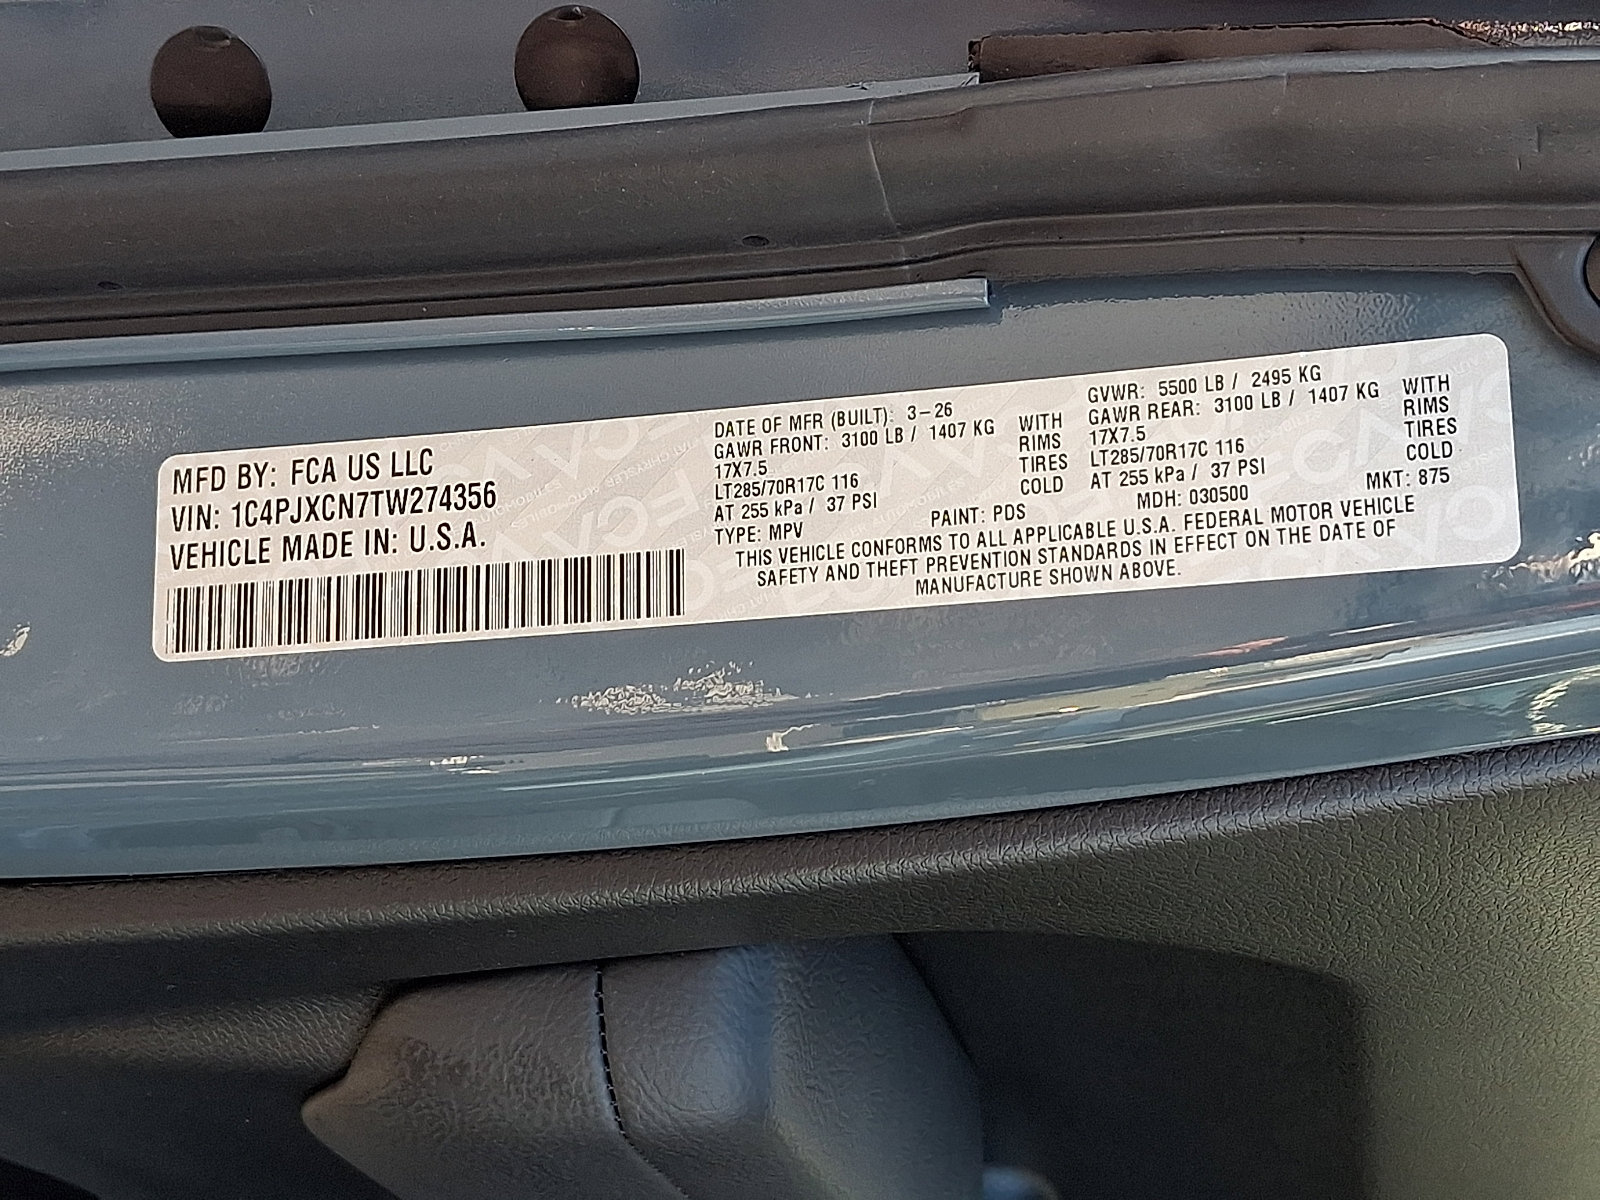 MFD BY: FCA US LLC
VIN: 1C4PJXCN7TW274356
VEHICLE MADE IN: U.S.A.
DATE OF MFR (BUILT): 3-26
GAWR FRONT: 3100 LB / 1407 KG WITH
17X7.5 RIMS
LT285/70R17C 116 TIRES
AT 255 kPa / 37 PSI COLD
TYPE: MPV
GVWR: 5500 LB / 2495 KG
GAWR REAR: 3100 LB / 1407 KG WITH
17X7.5 RIMS
LT285/70R17C 116 TIRES
AT 255 kPa / 37 PSI COLD
PAINT: PDS MDH: 030500 MKT: 875
THIS VEHICLE CONFORMS TO ALL APPLICABLE U.S.A. FEDERAL MOTOR VEHICLE
SAFETY AND THEFT PREVENTION STANDARDS IN EFFECT ON THE DATE OF
MANUFACTURE SHOWN ABOVE.